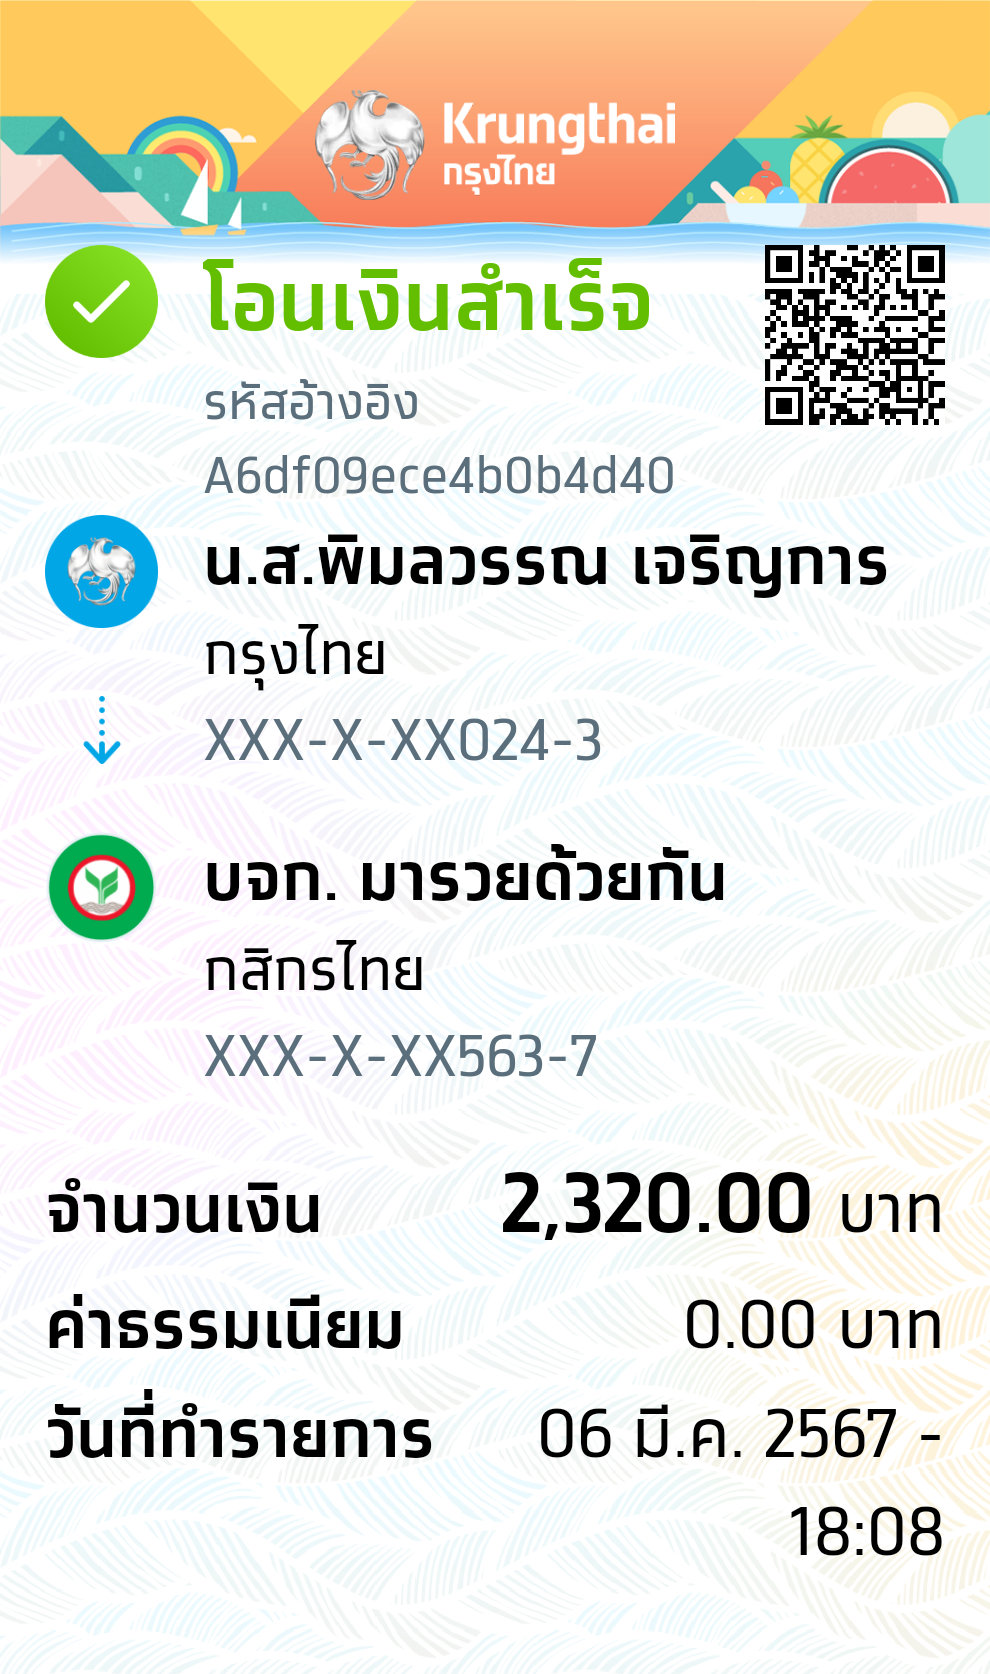 Krungthai
กรุงไทย
โอนเงินสำเร็จ
รหัสอ้างอิง
A6df09ece4b0b4d40
น.ส.พิมลวรรณ เจริญการ
กรุงไทย
XXX-X-XX024-3
บจก. มารวยด้วยกัน
กสิกรไทย
XXX-X-XX563-7
จำนวนเงิน 2,320.00 บาท
ค่าธรรมเนียม 0.00 บาท
วันที่ทำรายการ 06 มี.ค. 2567 -
18:08